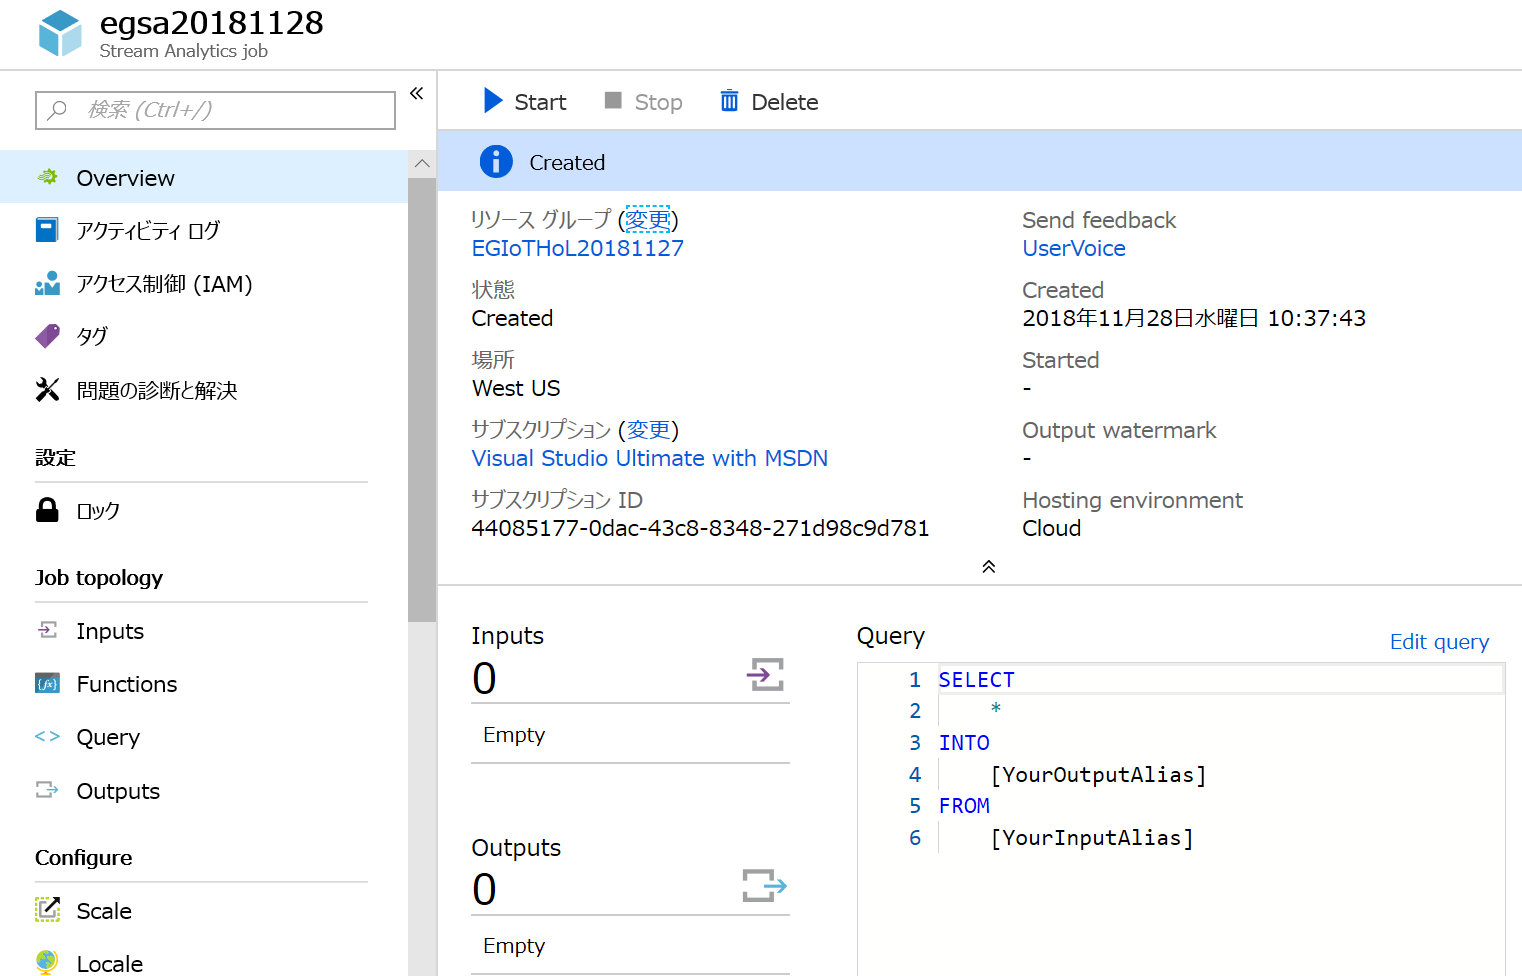 egsa20181128
Stream Analytics job
検索 (Ctrl+/)
Overview
アクティビティ ログ
アクセス制御 (IAM)
タグ
問題の診断と解決
設定
ロック
Job topology
Inputs
Functions
Query
Outputs
Configure
Scale
Locale
Start
Stop
Delete
Created
リソース グループ (変更)
EGIoTHoL20181127
状態
Created
場所
West US
サブスクリプション (変更)
Visual Studio Ultimate with MSDN
サブスクリプション ID
44085177-0dac-43c8-8348-271d98c9d781
Send feedback
UserVoice
Created
2018年11月28日水曜日 10:37:43
Started
-
Output watermark
-
Hosting environment
Cloud
Inputs
0
Empty
Outputs
0
Empty
Query
Edit query
1 SELECT
2 *
3 INTO
4 [YourOutputAlias]
5 FROM
6 [YourInputAlias]